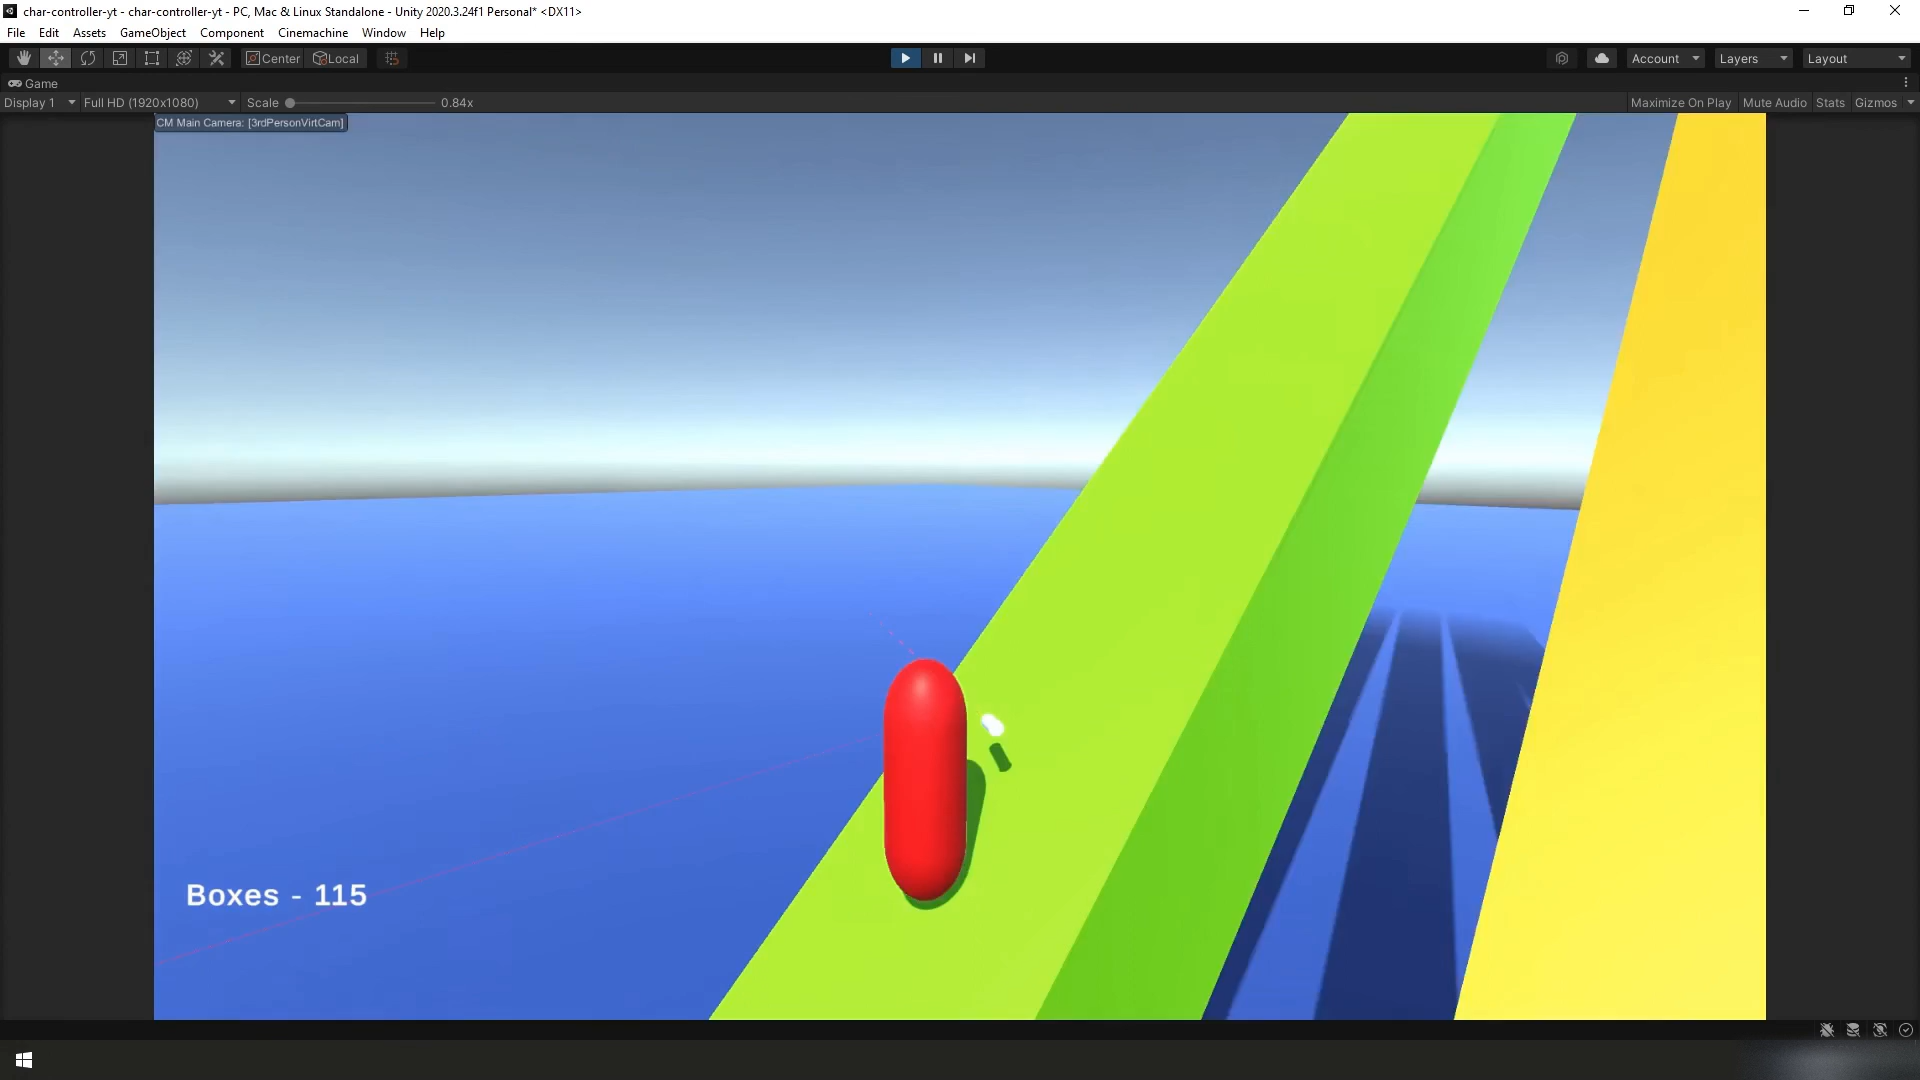 char-controller-yt - char-controller-yt - PC, Mac & Linux Standalone - Unity 2020.3.24f1 Personal* <DX11>
File Edit Assets GameObject Component Cinemachine Window Help
Center Local Account Layers Layout
Game
Display 1 Full HD (1920x1080) Scale 0.84x Maximize On Play Mute Audio Stats Gizmos
CM Main Camera: [3rdPersonVirtCam]
Boxes - 115